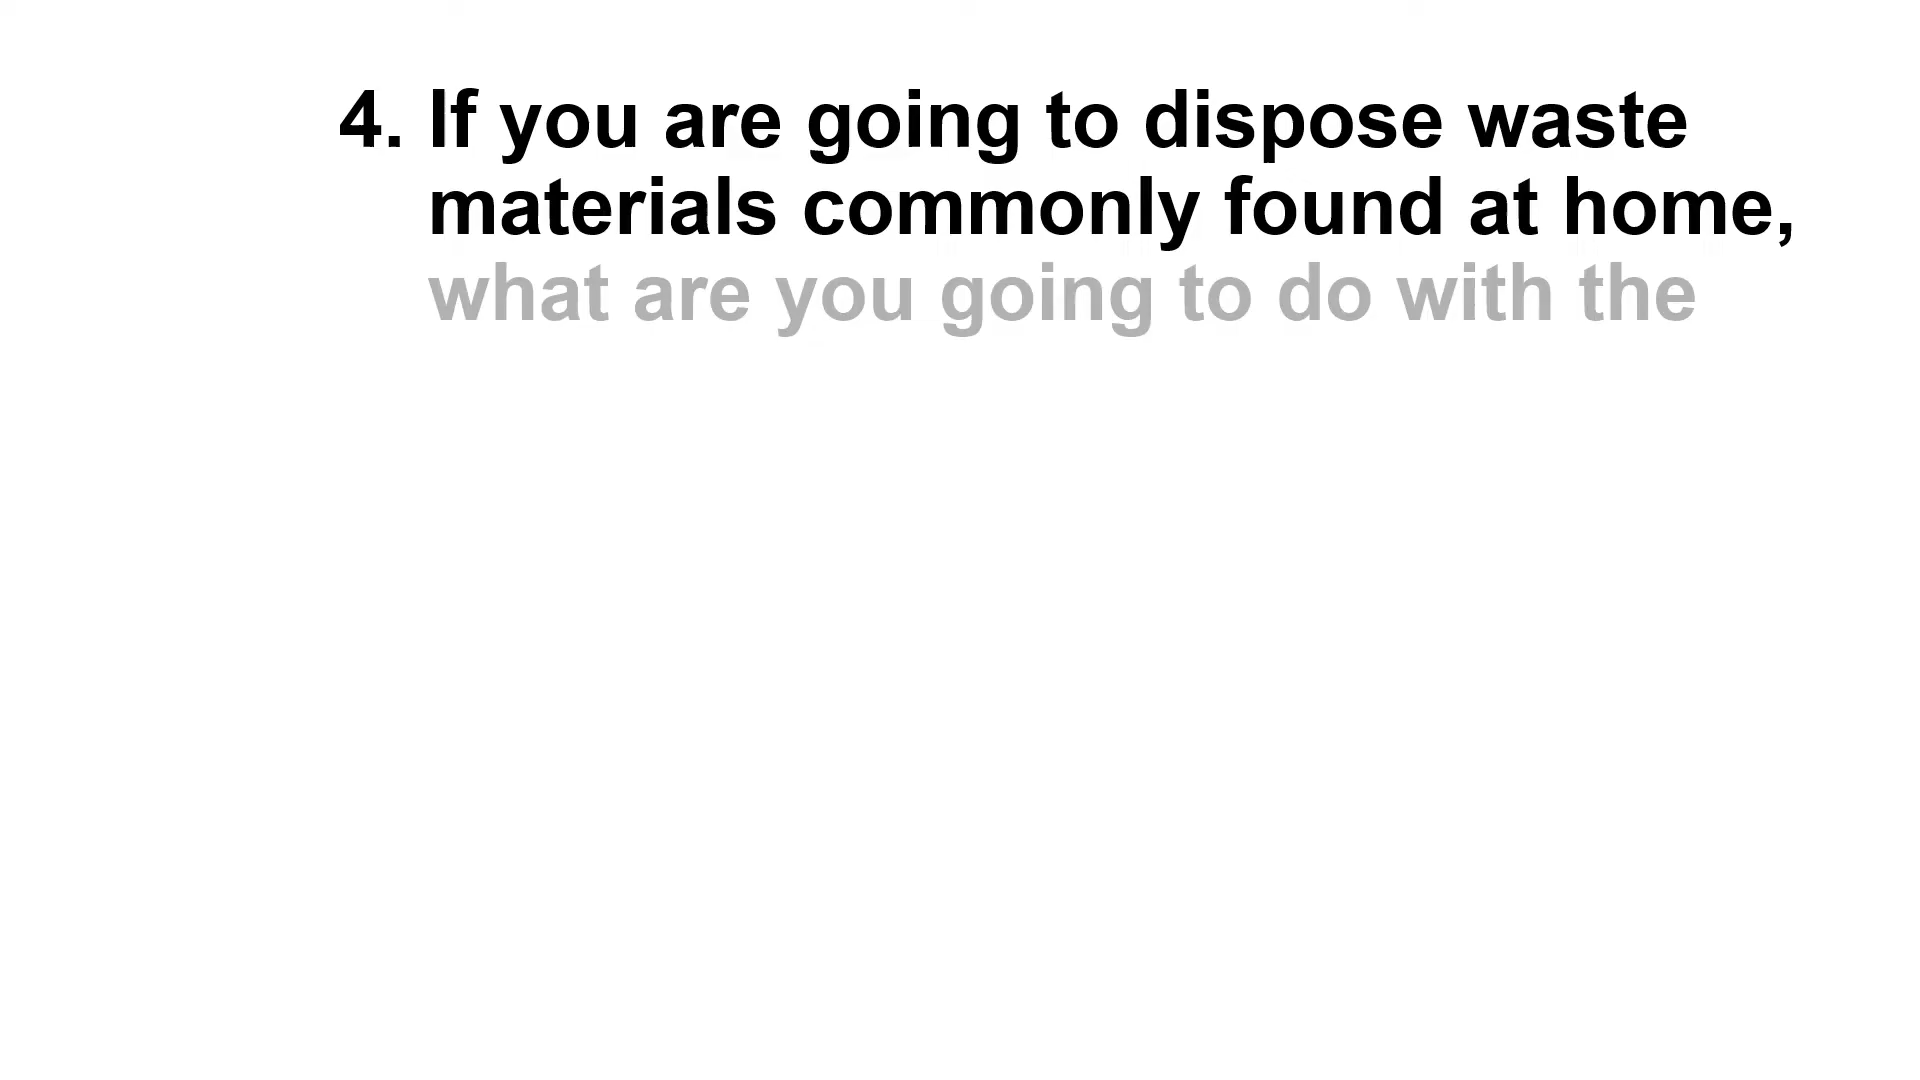 4. If you are going to dispose waste
materials commonly found at home,
what are you going to do with the